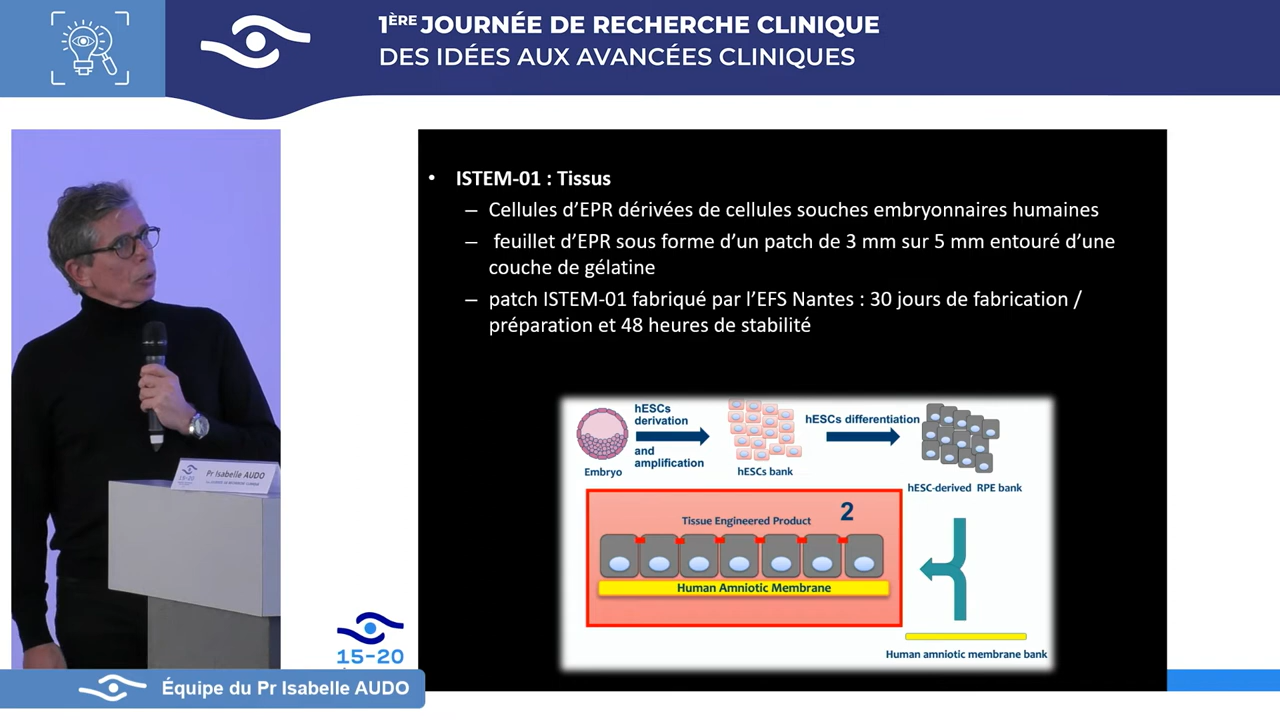 1ÈRE JOURNÉE DE RECHERCHE CLINIQUE
DES IDÉES AUX AVANCÉES CLINIQUES
• ISTEM-01 : Tissus
– Cellules d’EPR dérivées de cellules souches embryonnaires humaines
– feuillet d’EPR sous forme d’un patch de 3 mm sur 5 mm entouré d’une
couche de gélatine
– patch ISTEM-01 fabriqué par l’EFS Nantes : 30 jours de fabrication /
préparation et 48 heures de stabilité
hESCs
derivation
and
amplification
Embryo
hESCs bank
hESCs differentiation
hESC-derived RPE bank
Tissue Engineered Product
2
Human Amniotic Membrane
Human amniotic membrane bank
Pr Isabelle AUDO
15-20
15-20
Équipe du Pr Isabelle AUDO